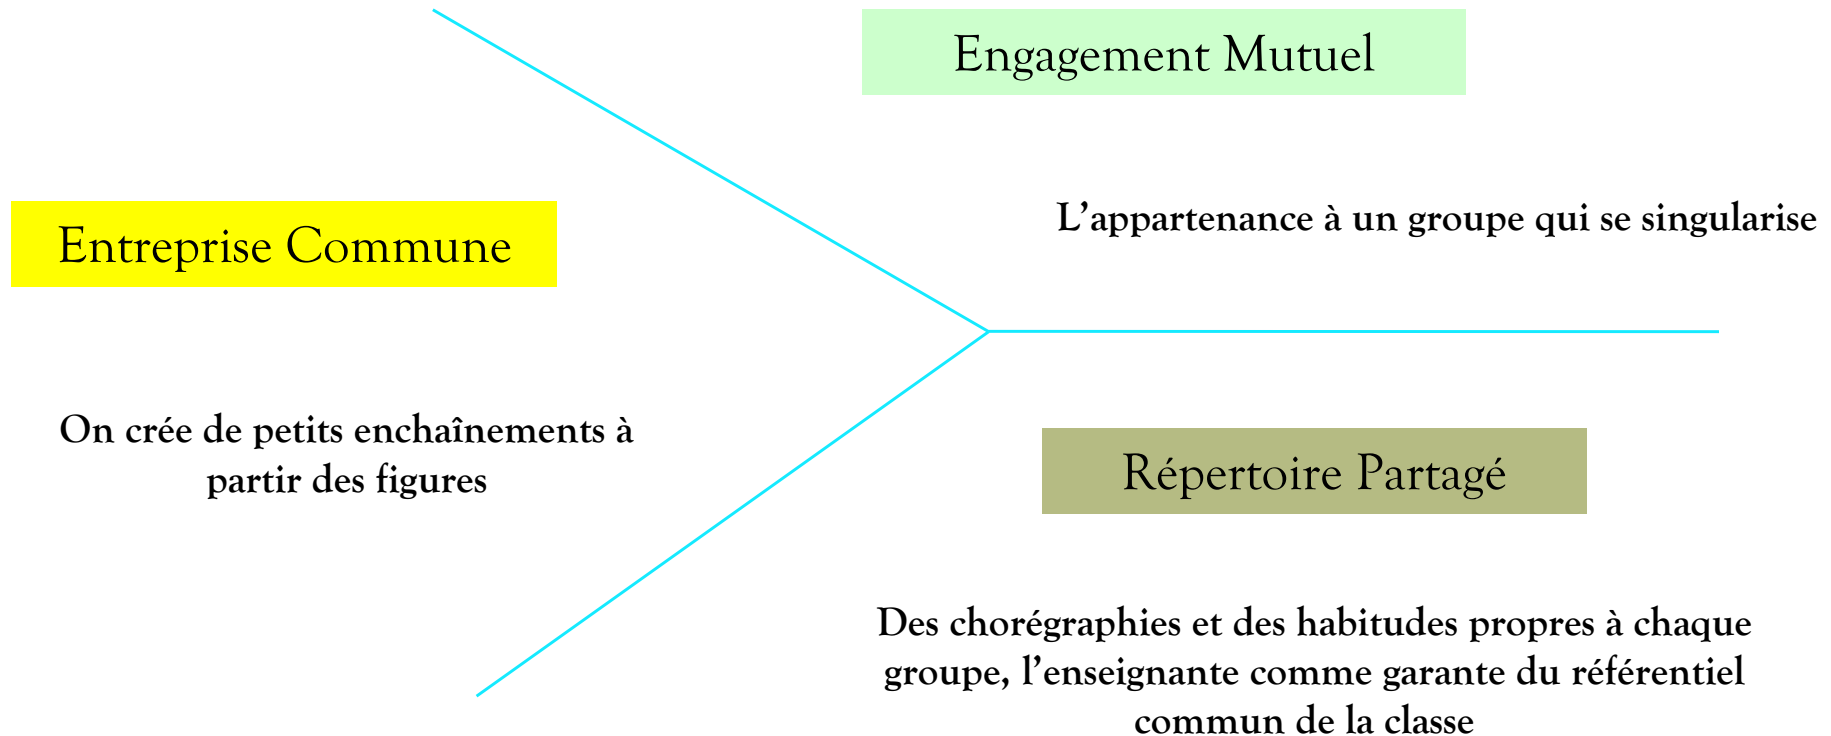 Engagement Mutuel
L’appartenance à un groupe qui se singularise
Entreprise Commune
On crée de petits enchaînements à
partir des figures
Répertoire Partagé
Des chorégraphies et des habitudes propres à chaque
groupe, l’enseignante comme garante du référentiel
commun de la classe